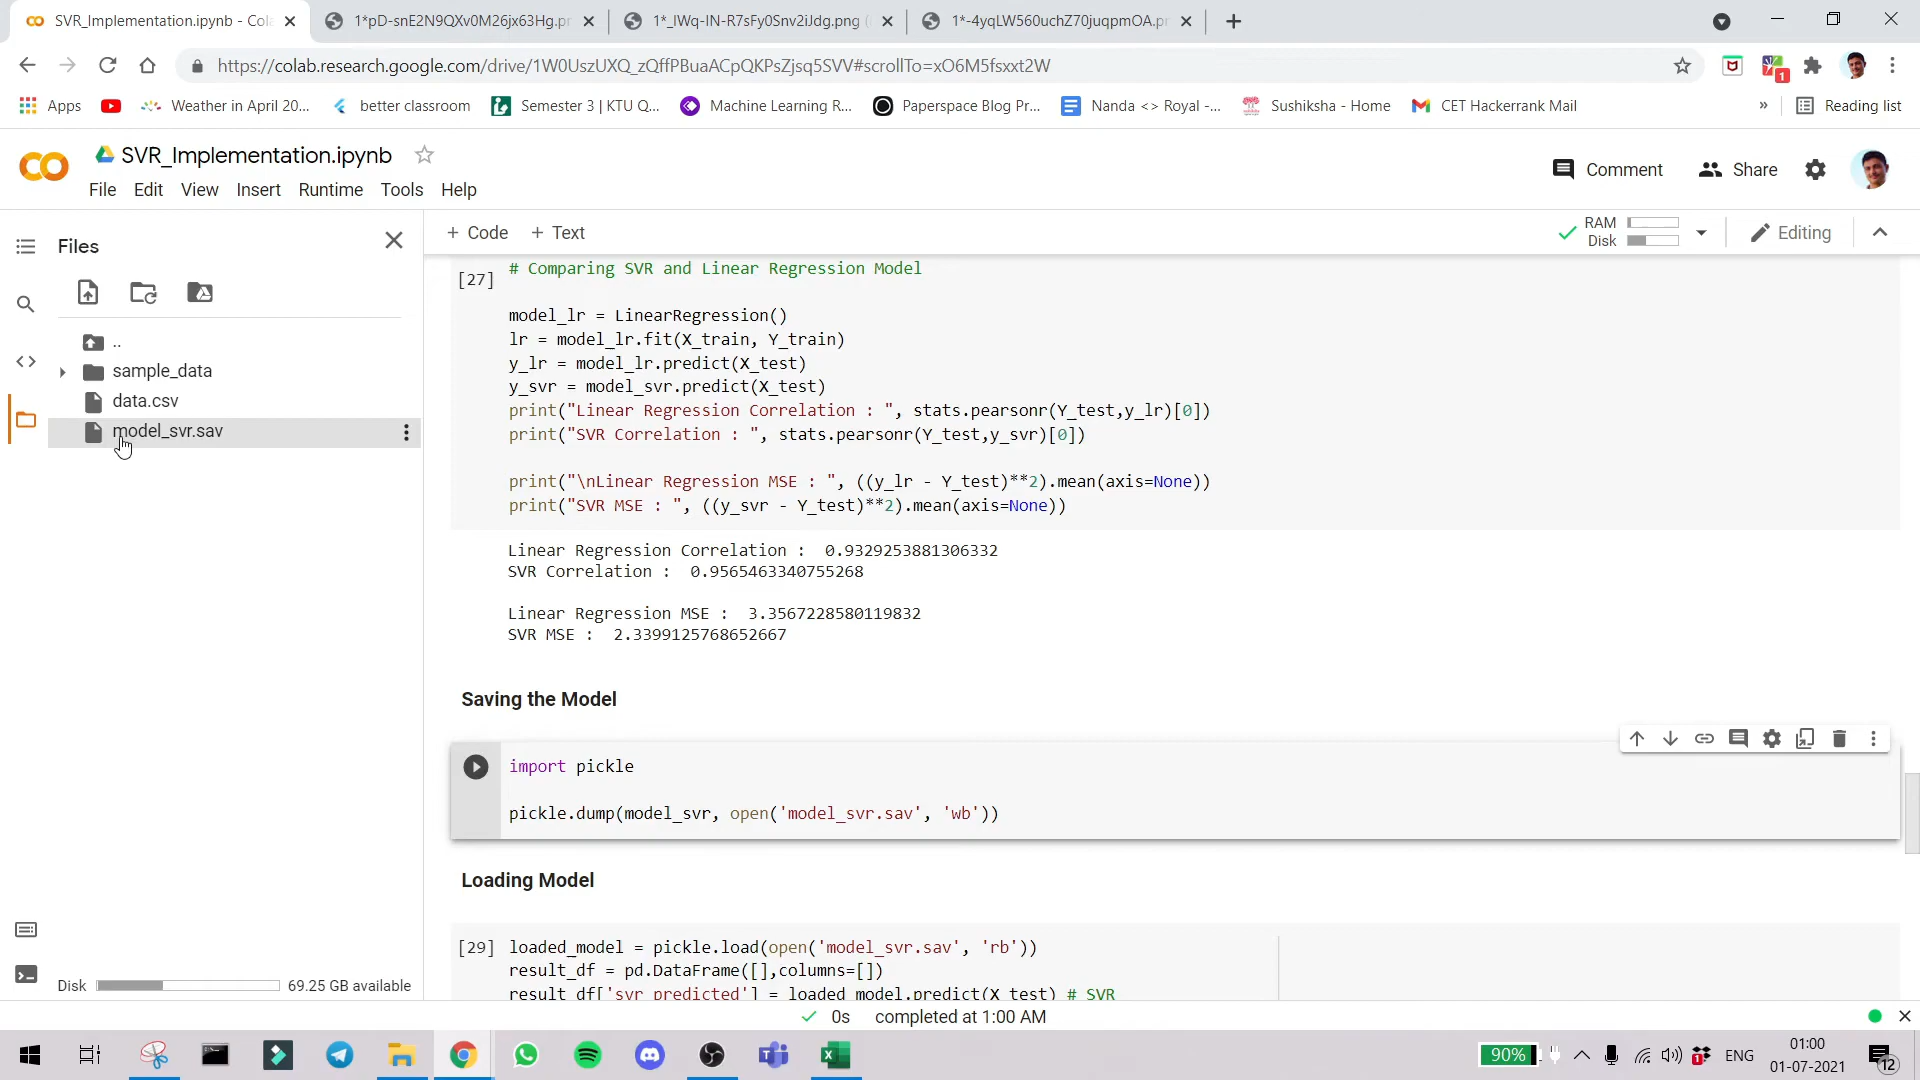 SVR_Implementation.ipynb - Cola
1*pD-snE2N9QXv0M26jx63Hg.pn
1*_IWq-IN-R7sFy0Snv2iJdg.png (
1*-4yqLW560uchZ70juqpmOA.pn
https://colab.research.google.com/drive/1W0UszUXQ_zQffPBuaACpQKPsZjsq5SVV#scrollTo=xO6M5fsxxt2W
1
Apps
Weather in April 20...
better classroom
Semester 3 | KTU Q...
Machine Learning R...
Paperspace Blog Pr...
Nanda <> Royal -...
Sushiksha - Home
CET Hackerrank Mail
»
Reading list
SVR_Implementation.ipynb
File Edit View Insert Runtime Tools Help
Comment
Share
Files
+ Code + Text
RAM
Disk
Editing
..
sample_data
data.csv
model_svr.sav
[27]
# Comparing SVR and Linear Regression Model
model_lr = LinearRegression()
lr = model_lr.fit(X_train, Y_train)
y_lr = model_lr.predict(X_test)
y_svr = model_svr.predict(X_test)
print("Linear Regression Correlation : ", stats.pearsonr(Y_test,y_lr)[0])
print("SVR Correlation : ", stats.pearsonr(Y_test,y_svr)[0])
print("\nLinear Regression MSE : ", ((y_lr - Y_test)**2).mean(axis=None))
print("SVR MSE : ", ((y_svr - Y_test)**2).mean(axis=None))
Linear Regression Correlation :  0.9329253881306332
SVR Correlation :  0.9565463340755268
Linear Regression MSE :  3.3567228580119832
SVR MSE :  2.3399125768652667
Saving the Model
import pickle
pickle.dump(model_svr, open('model_svr.sav', 'wb'))
Loading Model
[29]
loaded_model = pickle.load(open('model_svr.sav', 'rb'))
result_df = pd.DataFrame([],columns=[])
result_df['svr_predicted'] = loaded_model.predict(X_test) # SVR
Disk
69.25 GB available
0s
completed at 1:00 AM
90%
1
ENG
01:00
01-07-2021
12